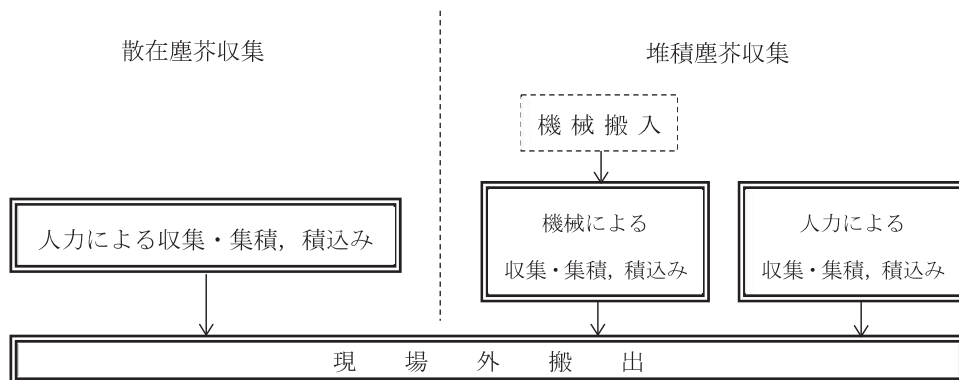 散在塵芥収集
堆積塵芥収集
機械搬入
人力による収集・集積，積込み
機械による
収集・集積，積込み
人力による
収集・集積，積込み
現場外搬出